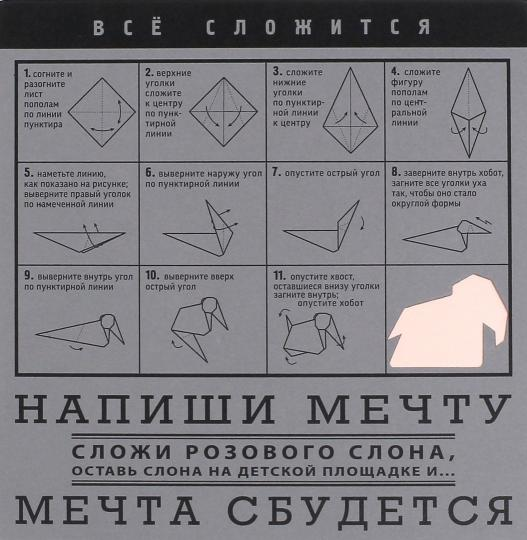 ВСЁ СЛОЖИТСЯ
1. согните и
разогните
лист
пополам
по линии
пунктира
2. верхние
уголки
сложите
к центру
по пунк-
тирной
линии
3. сложите
нижние
уголки
по пунктир-
ной линии
к центру
4. сложите
фигуру
пополам
по цент-
ральной
линии
5. наметьте линию,
как показано на рисунке;
выверните правый уголок
по намеченной линии
6. выверните наружу угол
по пунктирной линии
7. опустите острый угол
8. заверните внутрь хобот,
загните все уголки уха
так, чтобы оно стало
округлой формы
9. выверните внутрь угол
по пунктирной линии
10. выверните вверх
острый угол
11. опустите хвост,
оставшиеся внизу уголки
загните внутрь;
опустите хобот
НАПИШИ МЕЧТУ
СЛОЖИ РОЗОВОГО СЛОНА,
ОСТАВЬ СЛОНА НА ДЕТСКОЙ ПЛОЩАДКЕ И...
МЕЧТА СБУДЕТСЯ